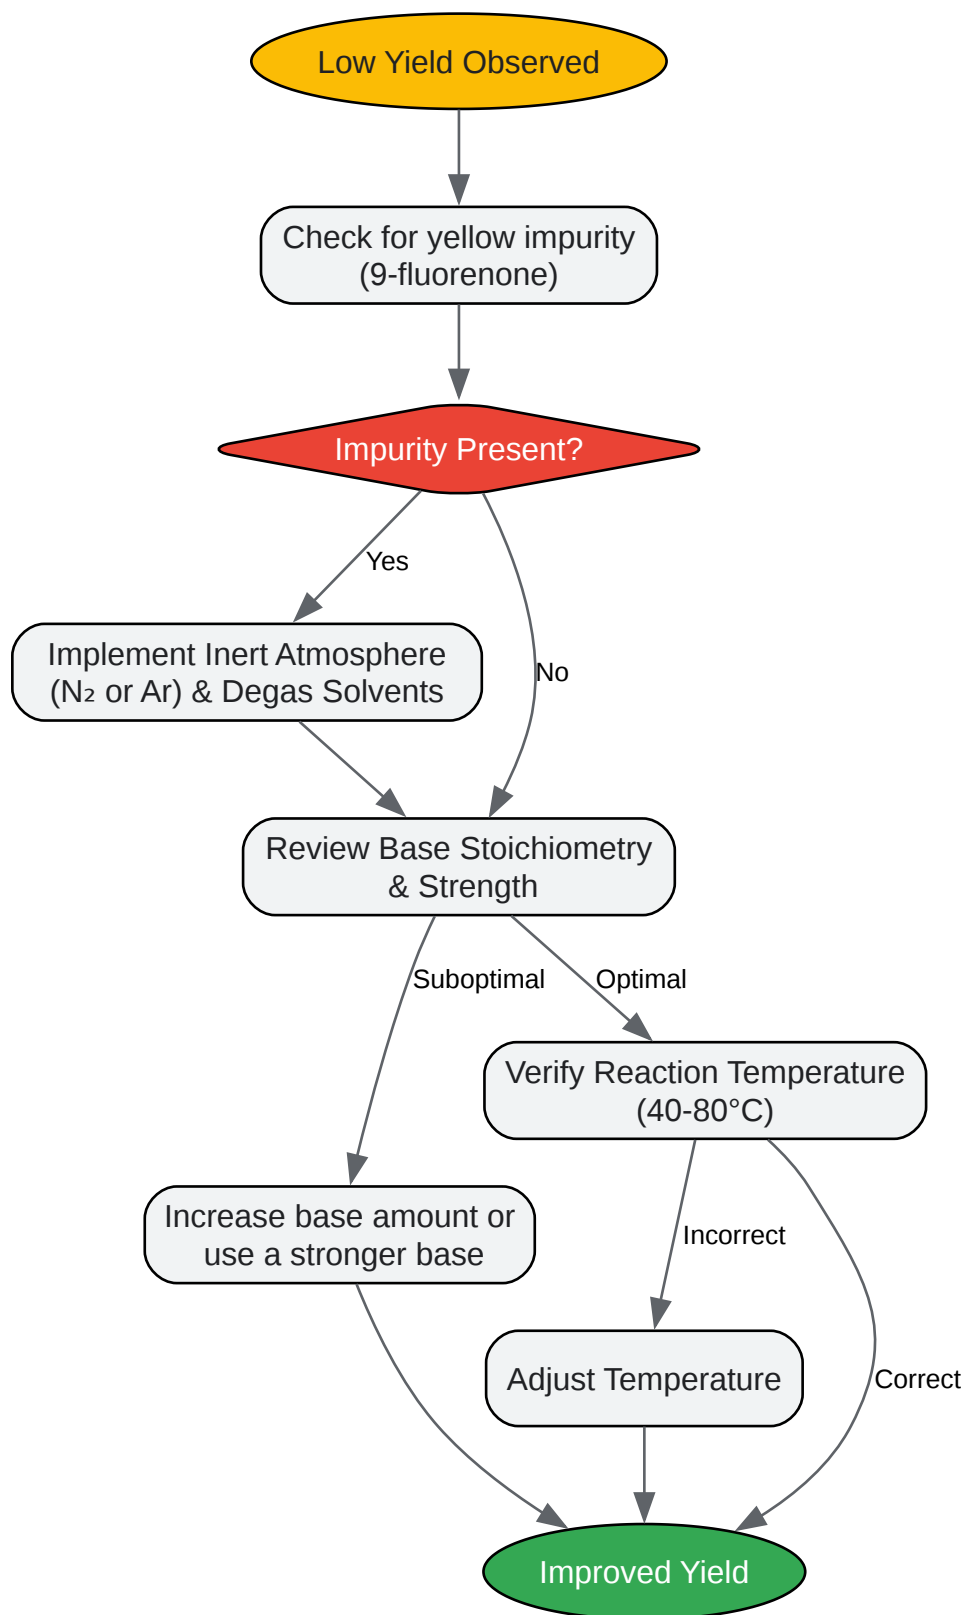 Low Yield Observed
Check for yellow impurity
(9-fluorenone)
Impurity Present?
Yes
No
Implement Inert Atmosphere
(N₂ or Ar) & Degas Solvents
Review Base Stoichiometry
& Strength
Suboptimal
Optimal
Verify Reaction Temperature
(40-80°C)
Increase base amount or
use a stronger base
Incorrect
Adjust Temperature
Correct
Improved Yield